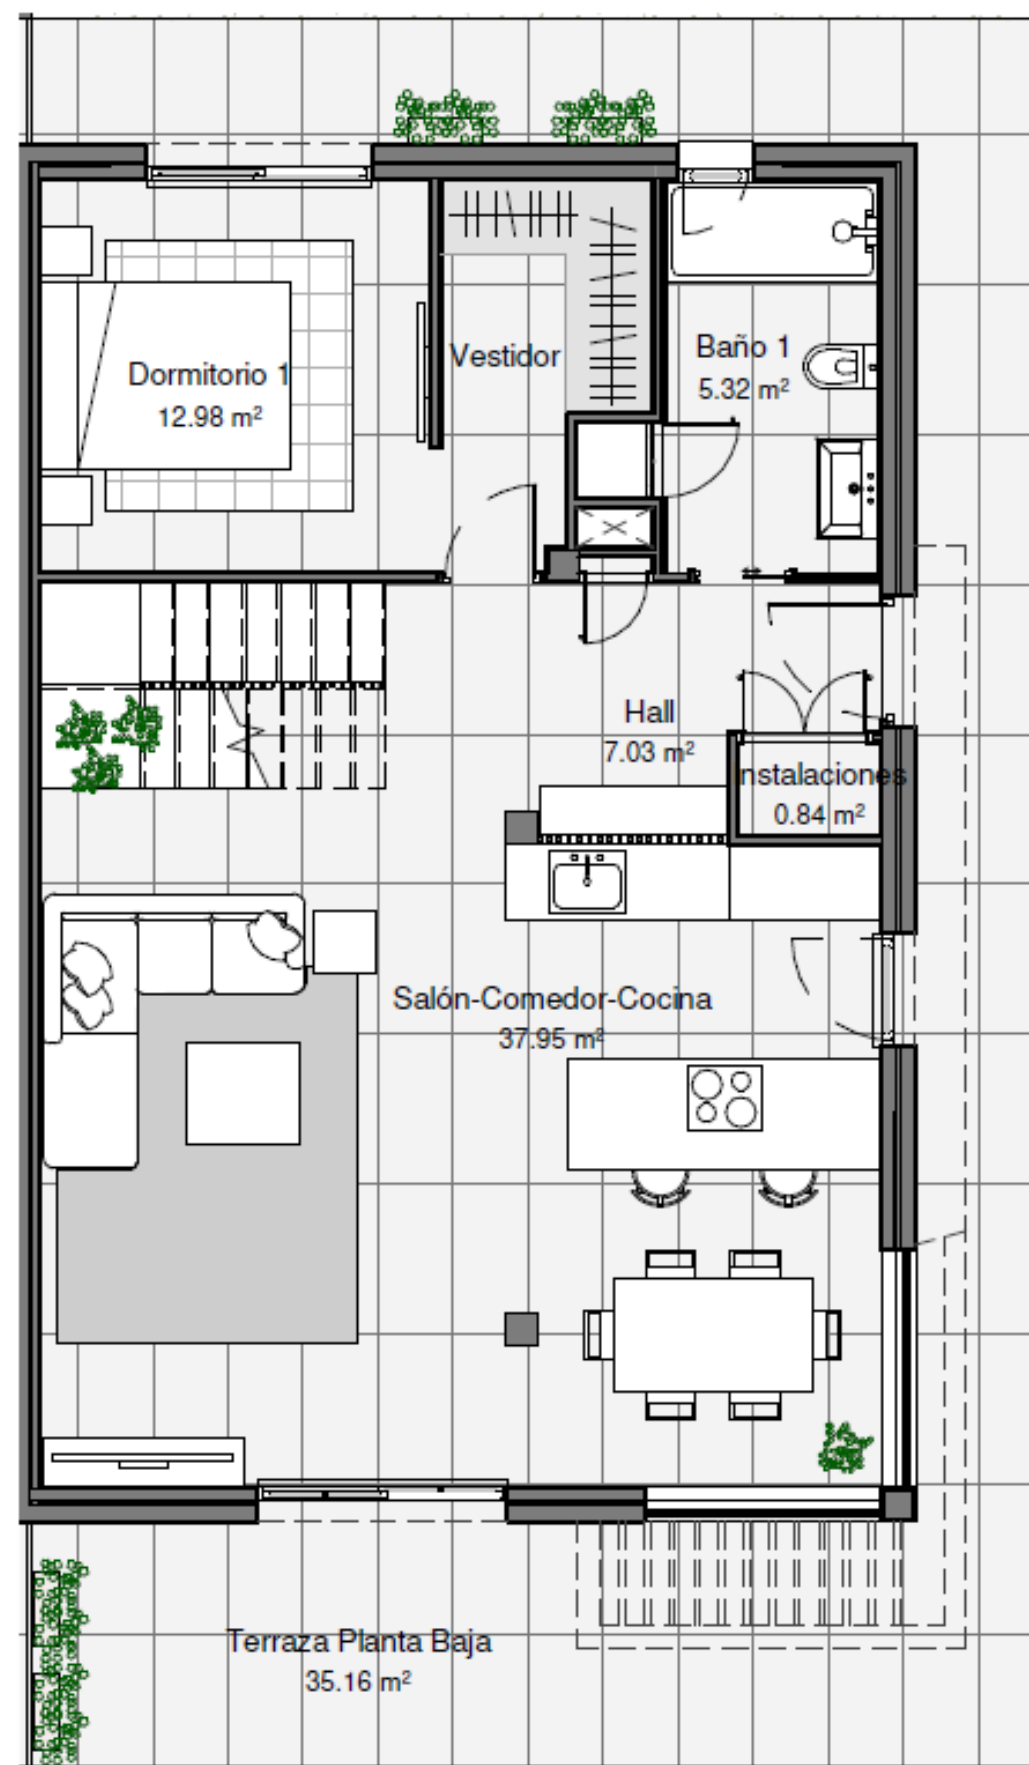 Dormitorio 1
12.98 m²
Vestidor
Baño 1
5.32 m²
Hall
7.03 m²
Instalaciones
0.84 m²
Salón-Comedor-Cocina
37.95 m²
Terraza Planta Baja
35.16 m²